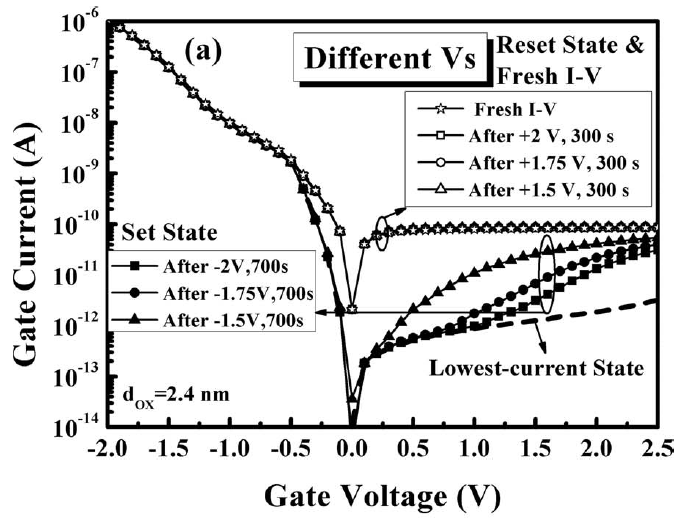 (a)
Different Vs
Reset State &
Fresh I-V
Fresh I-V
After +2 V, 300 s
After +1.75 V, 300 s
After +1.5 V, 300 s
Set State
After -2V,700s
After -1.75V,700s
After -1.5V,700s
Lowest-current State
d_OX=2.4 nm
Gate Current (A)
10^-6
10^-7
10^-8
10^-9
10^-10
10^-11
10^-12
10^-13
10^-14
-2.0 -1.5 -1.0 -0.5 0.0 0.5 1.0 1.5 2.0 2.5
Gate Voltage (V)